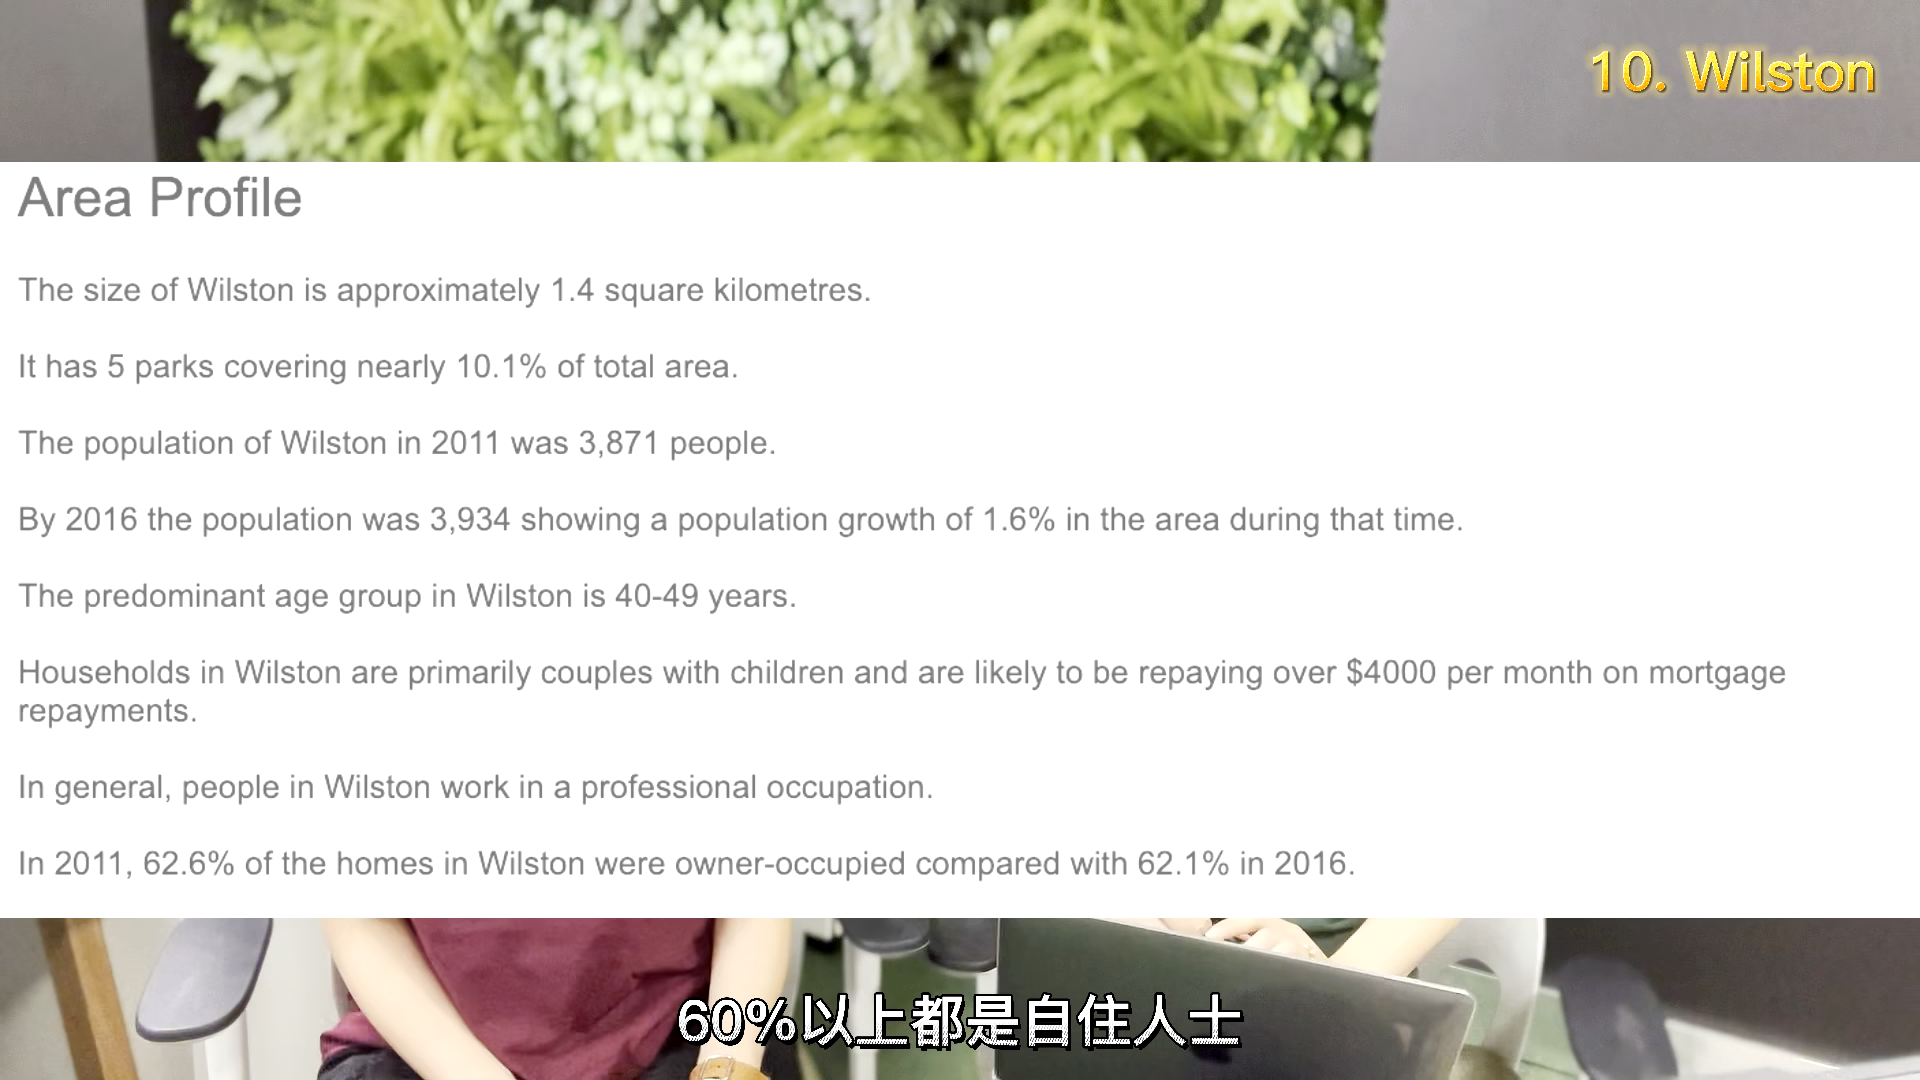 10. Wilston
Area Profile
The size of Wilston is approximately 1.4 square kilometres.
It has 5 parks covering nearly 10.1% of total area.
The population of Wilston in 2011 was 3,871 people.
By 2016 the population was 3,934 showing a population growth of 1.6% in the area during that time.
The predominant age group in Wilston is 40-49 years.
Households in Wilston are primarily couples with children and are likely to be repaying over $4000 per month on mortgage
repayments.
In general, people in Wilston work in a professional occupation.
In 2011, 62.6% of the homes in Wilston were owner-occupied compared with 62.1% in 2016.
60%以上都是自住人士